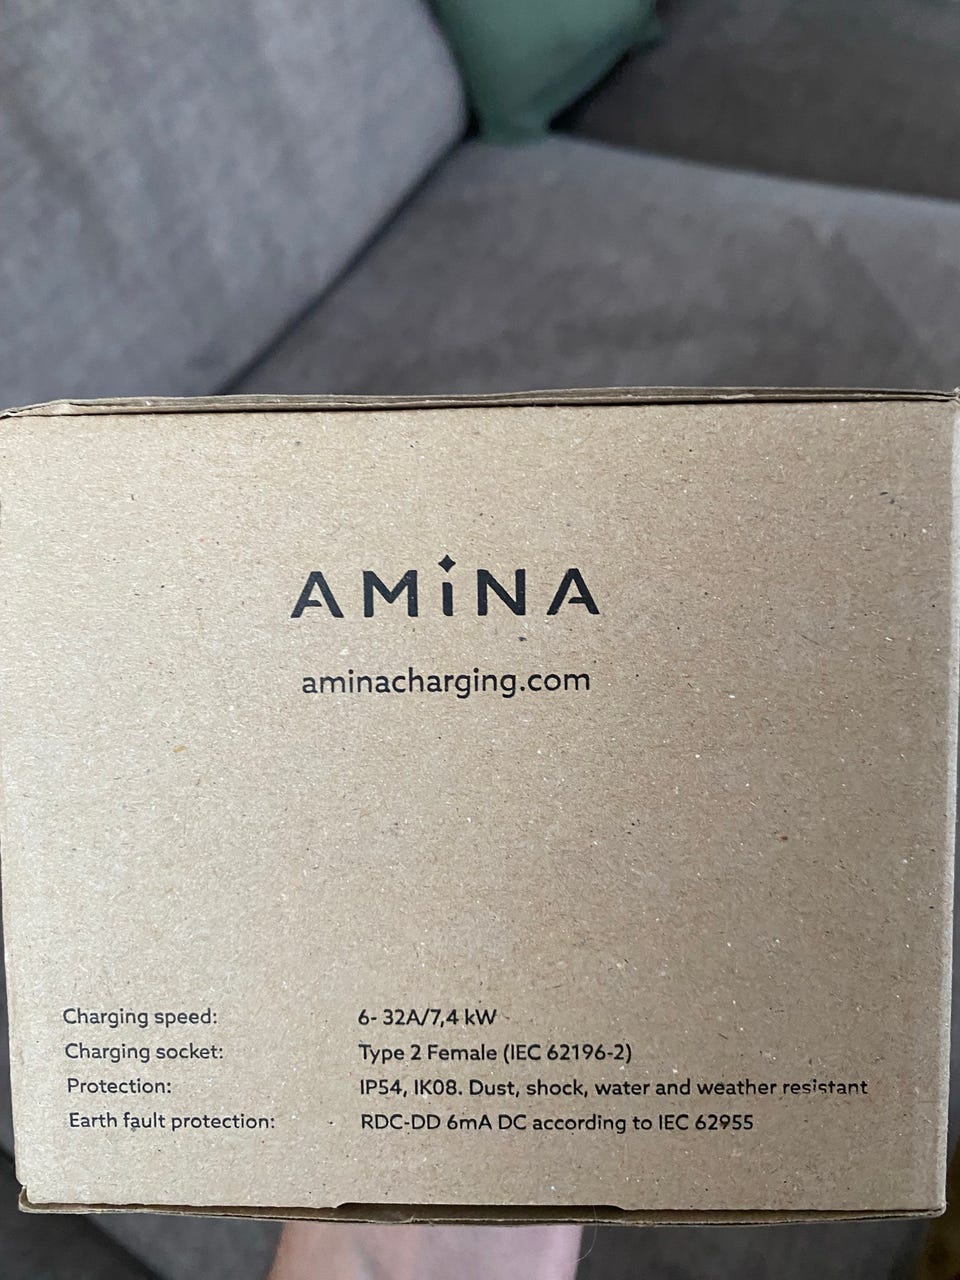 AMiNA
aminacharging.com
Charging speed: 6- 32A/7,4 kW
Charging socket: Type 2 Female (IEC 62196-2)
Protection: IP54, IK08. Dust, shock, water and weather resistant
Earth fault protection: RDC-DD 6mA DC according to IEC 62955